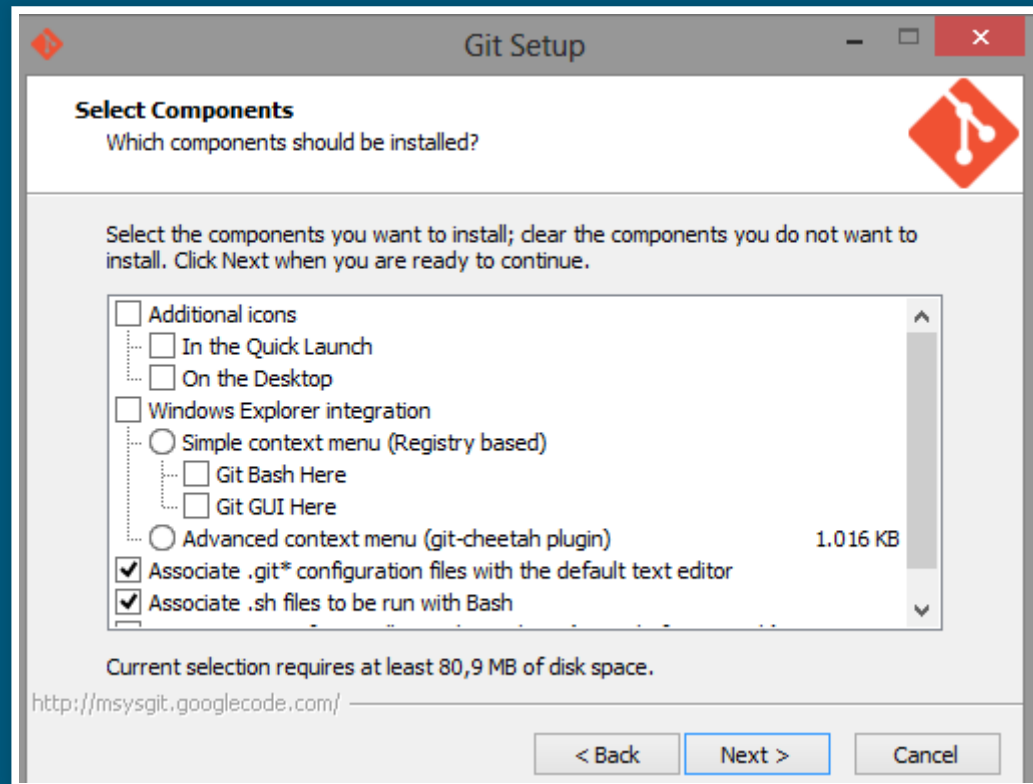 Git Setup
Select Components
Which components should be installed?
Select the components you want to install; clear the components you do not want to
install. Click Next when you are ready to continue.
Additional icons
In the Quick Launch
On the Desktop
Windows Explorer integration
Simple context menu (Registry based)
Git Bash Here
Git GUI Here
Advanced context menu (git-cheetah plugin) 1.016 KB
Associate .git* configuration files with the default text editor
Associate .sh files to be run with Bash
Current selection requires at least 80,9 MB of disk space.
http://msysgit.googlecode.com/
< Back Next > Cancel